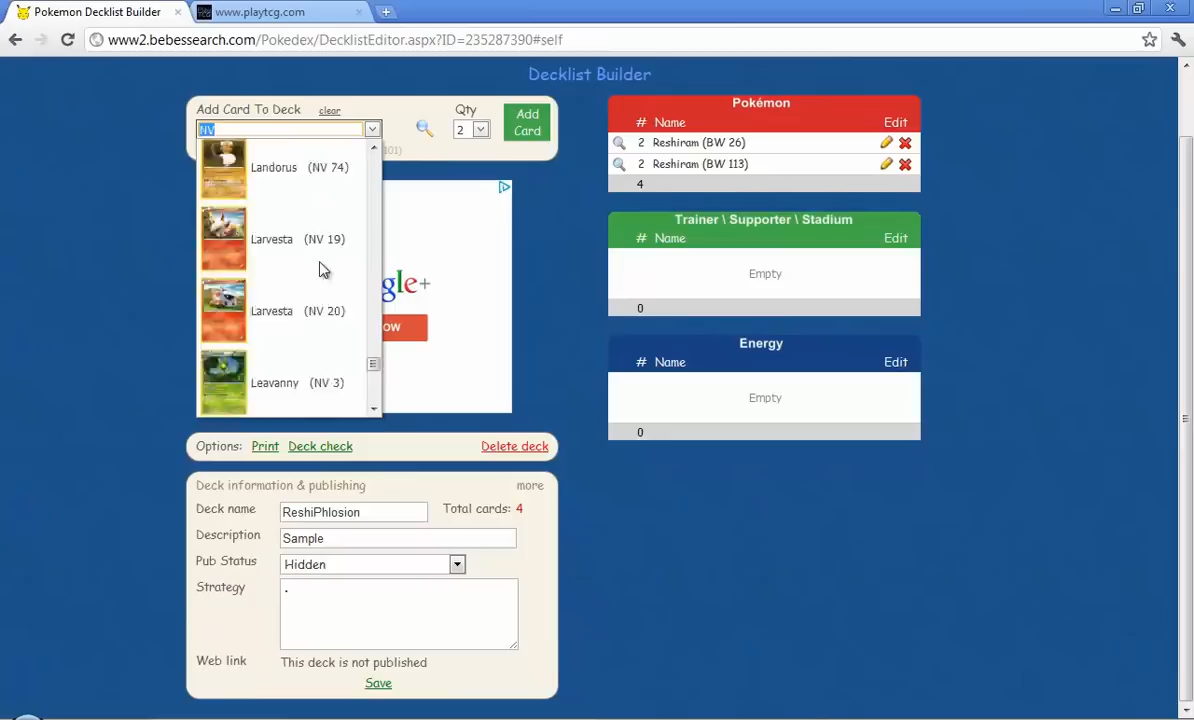 Pokemon Decklist Builder
www.playtcg.com
www2.bebessearch.com/Pokedex/DecklistEditor.aspx?ID=235287390#self
Decklist Builder
Add Card To Deck clear Qty
NV 2 Add Card
101)
Landorus (NV 74)
Larvesta (NV 19)
Larvesta (NV 20)
Leavanny (NV 3)
gle+
OW
Options: Print Deck check Delete deck
Deck information & publishing more
Deck name ReshiPhlosion Total cards: 4
Description Sample
Pub Status Hidden
Strategy .
Web link This deck is not published
Save
Pokémon
# Name Edit
2 Reshiram (BW 26)
2 Reshiram (BW 113)
4
Trainer \ Supporter \ Stadium
# Name Edit
Empty
0
Energy
# Name Edit
Empty
0